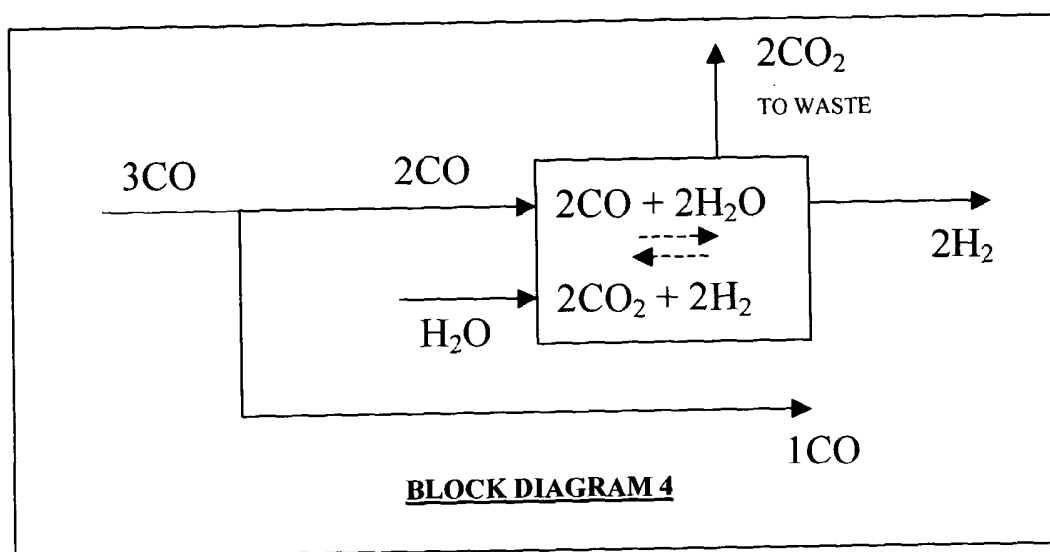 2CO₂
TO WASTE
3CO
2CO
2CO + 2H₂O
2H₂
H₂O
2CO₂ + 2H₂
1CO
BLOCK DIAGRAM 4